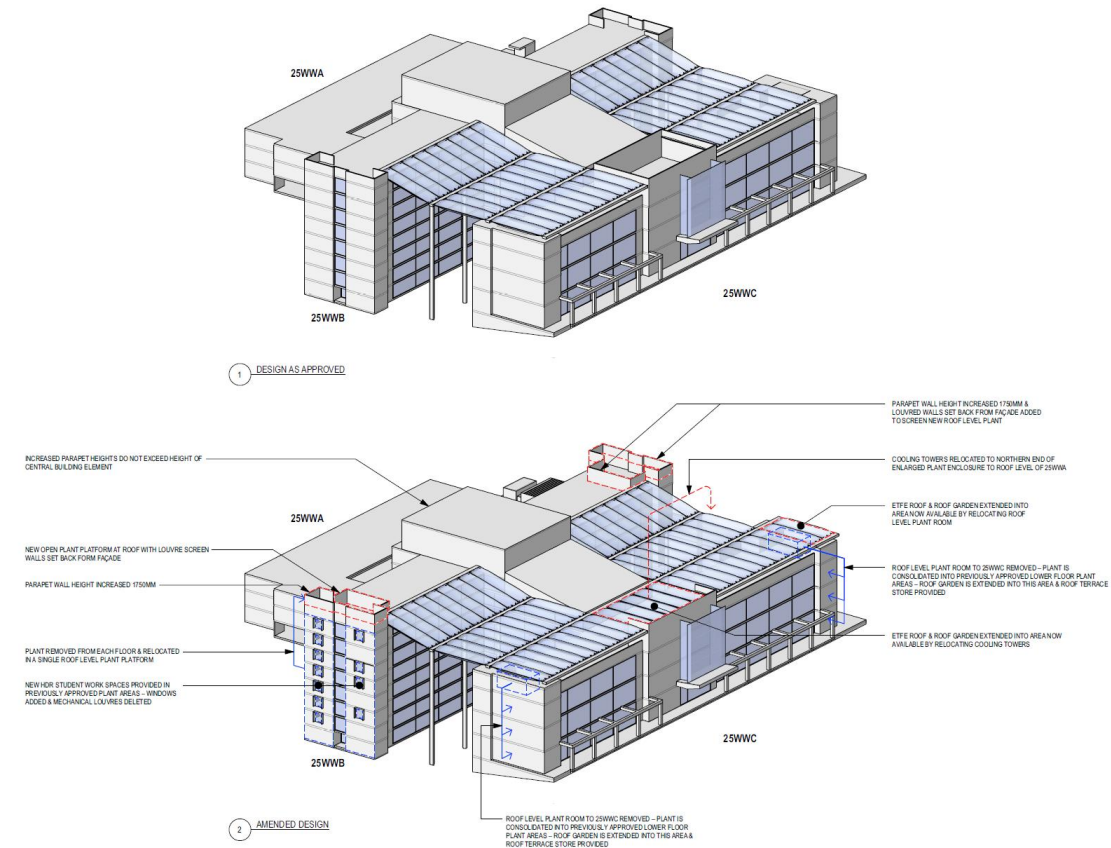 25WWA
25WWC
25WWB
1 DESIGN AS APPROVED
PARAPET WALL HEIGHT INCREASED 1750MM &
LOUVRED WALLS SET BACK FROM FAÇADE ADDED
TO SCREEN NEW ROOF LEVEL PLANT
INCREASED PARAPET HEIGHTS DO NOT EXCEED HEIGHT OF
CENTRAL BUILDING ELEMENT
COOLING TOWERS RELOCATED TO NORTHERN END OF
ENLARGED PLANT ENCLOSURE TO ROOF LEVEL OF 25WWA
ETFE ROOF & ROOF GARDEN EXTENDED INTO
AREA NOW AVAILABLE BY RELOCATING ROOF
LEVEL PLANT ROOM
25WWA
NEW OPEN PLANT PLATFORM AT ROOF WITH LOUVRE SCREEN
WALLS SET BACK FORM FAÇADE
ROOF LEVEL PLANT ROOM TO 25WWC REMOVED – PLANT IS
CONSOLIDATED INTO PREVIOUSLY APPROVED LOWER FLOOR PLANT
AREAS – ROOF GARDEN IS EXTENDED INTO THIS AREA & ROOF TERRACE
STORE PROVIDED
PARAPET WALL HEIGHT INCREASED 1750MM
ETFE ROOF & ROOF GARDEN EXTENDED INTO AREA NOW
AVAILABLE BY RELOCATING COOLING TOWERS
PLANT REMOVED FROM EACH FLOOR & RELOCATED
IN A SINGLE ROOF LEVEL PLANT PLATFORM
NEW HDR STUDENT WORK SPACES PROVIDED IN
PREVIOUSLY APPROVED PLANT AREAS – WINDOWS
ADDED & MECHANICAL LOUVRES DELETED
25WWC
25WWB
2 AMENDED DESIGN
ROOF LEVEL PLANT ROOM TO 25WWC REMOVED – PLANT IS
CONSOLIDATED INTO PREVIOUSLY APPROVED LOWER FLOOR
PLANT AREAS – ROOF GARDEN IS EXTENDED INTO THIS AREA &
ROOF TERRACE STORE PROVIDED